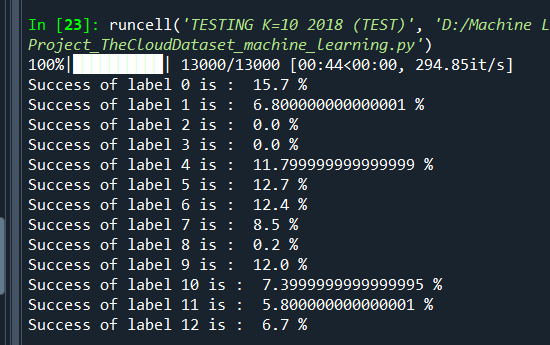 In [23]: runcell('TESTING K=10 2018 (TEST)', 'D:/Machine L
Project_TheCloudDataset_machine_learning.py')
100%|██████████| 13000/13000 [00:44<00:00, 294.85it/s]
Success of label 0 is :  15.7 %
Success of label 1 is :  6.800000000000001 %
Success of label 2 is :  0.0 %
Success of label 3 is :  0.0 %
Success of label 4 is :  11.799999999999999 %
Success of label 5 is :  12.7 %
Success of label 6 is :  12.4 %
Success of label 7 is :  8.5 %
Success of label 8 is :  0.2 %
Success of label 9 is :  12.0 %
Success of label 10 is :  7.3999999999999995 %
Success of label 11 is :  5.800000000000001 %
Success of label 12 is :  6.7 %